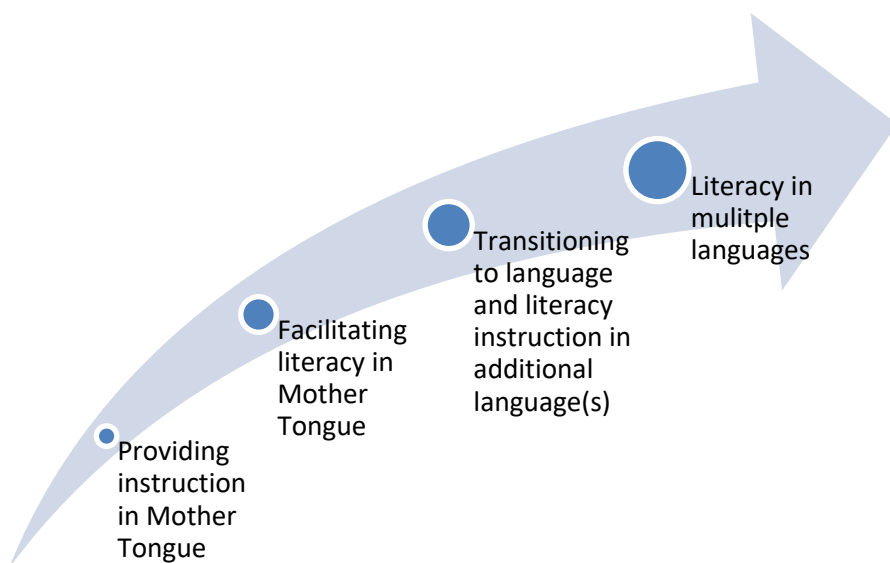 Providing
instruction
in Mother
Tongue
Facilitating
literacy in
Mother
Tongue
Transitioning
to language
and literacy
instruction in
additional
language(s)
Literacy in
mulitple
languages